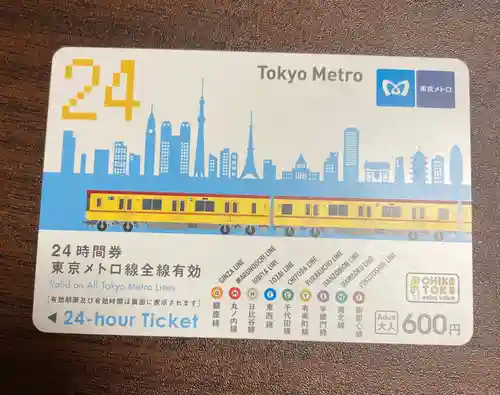 24
Tokyo Metro
東京メトロ
24時間券
東京メトロ線全線有効
Valid on All Tokyo Metro Lines
[有効期限及び有効時間は裏面に表示されます]
24-hour Ticket
GINZA LINE
MARUNOUCHI LINE
HIBIYA LINE
TOZAI LINE
CHIYODA LINE
YURAKUCHO LINE
HANZOMON LINE
NAMBOKU LINE
FUKUTOSHIN LINE
銀座線
丸ノ内線
日比谷線
東西線
千代田線
有楽町線
半蔵門線
南北線
副都心線
CHIKA
TOKU
extra value
Adult
大人
600円